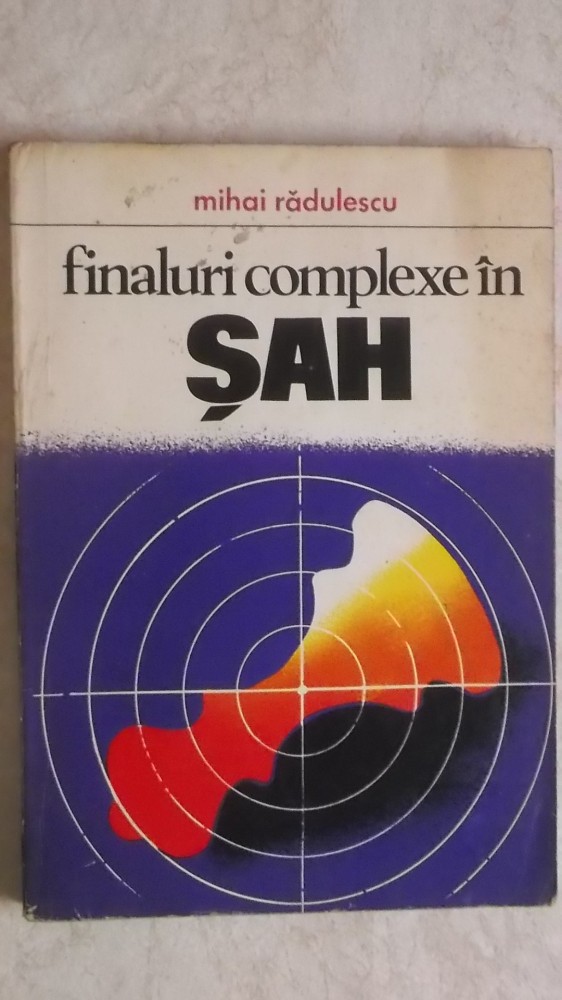 mihai rădulescu
finaluri complexe în
ȘAH